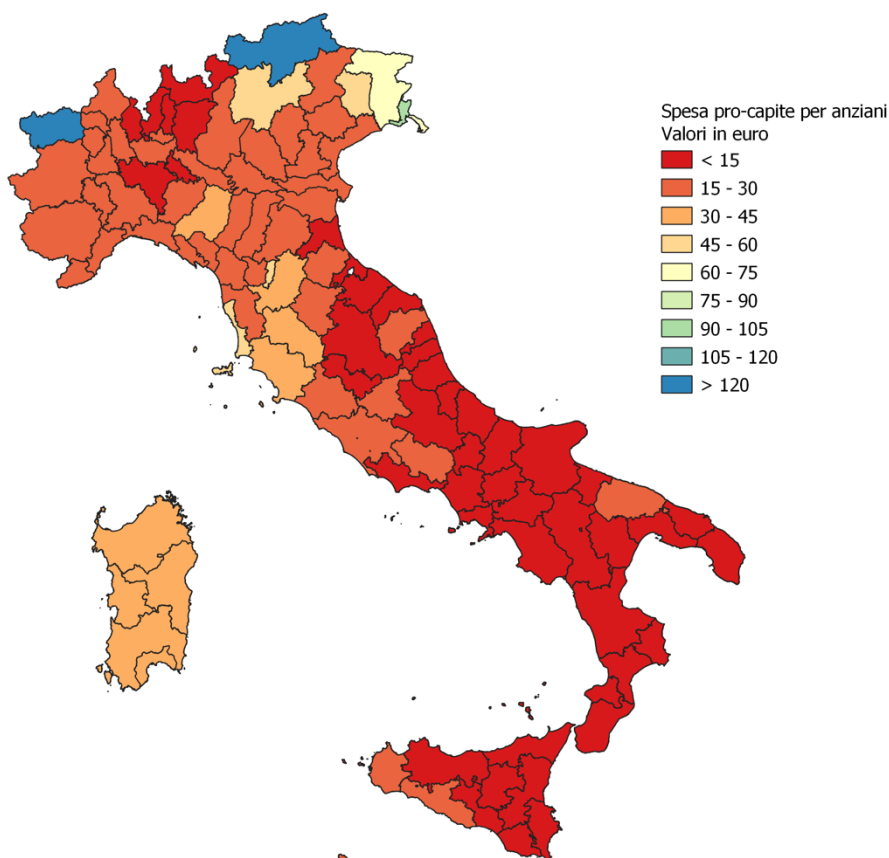 Spesa pro-capite per anziani
Valori in euro
< 15
15 - 30
30 - 45
45 - 60
60 - 75
75 - 90
90 - 105
105 - 120
> 120